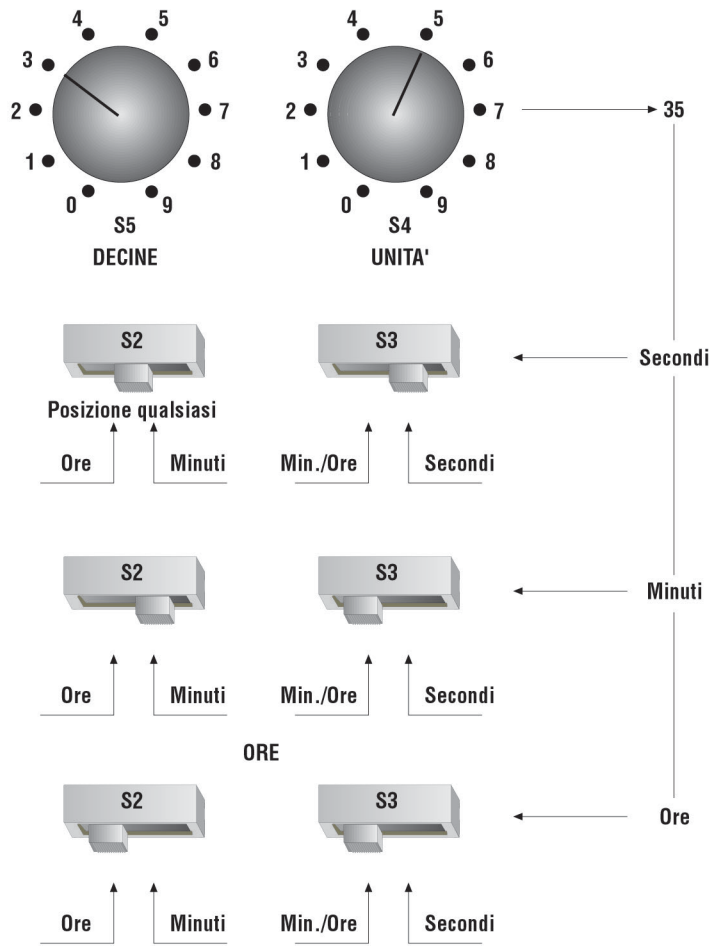 4 5
3 6
2 7
1 8
0 9
S5
DECINE
4 5
3 6
2 7
1 8
0 9
S4
UNITA'
35
S2
Posizione qualsiasi
S3
Secondi
Ore Minuti
Min./Ore Secondi
S2
S3
Minuti
Ore Minuti
Min./Ore Secondi
ORE
S2
S3
Ore
Ore Minuti
Min./Ore Secondi